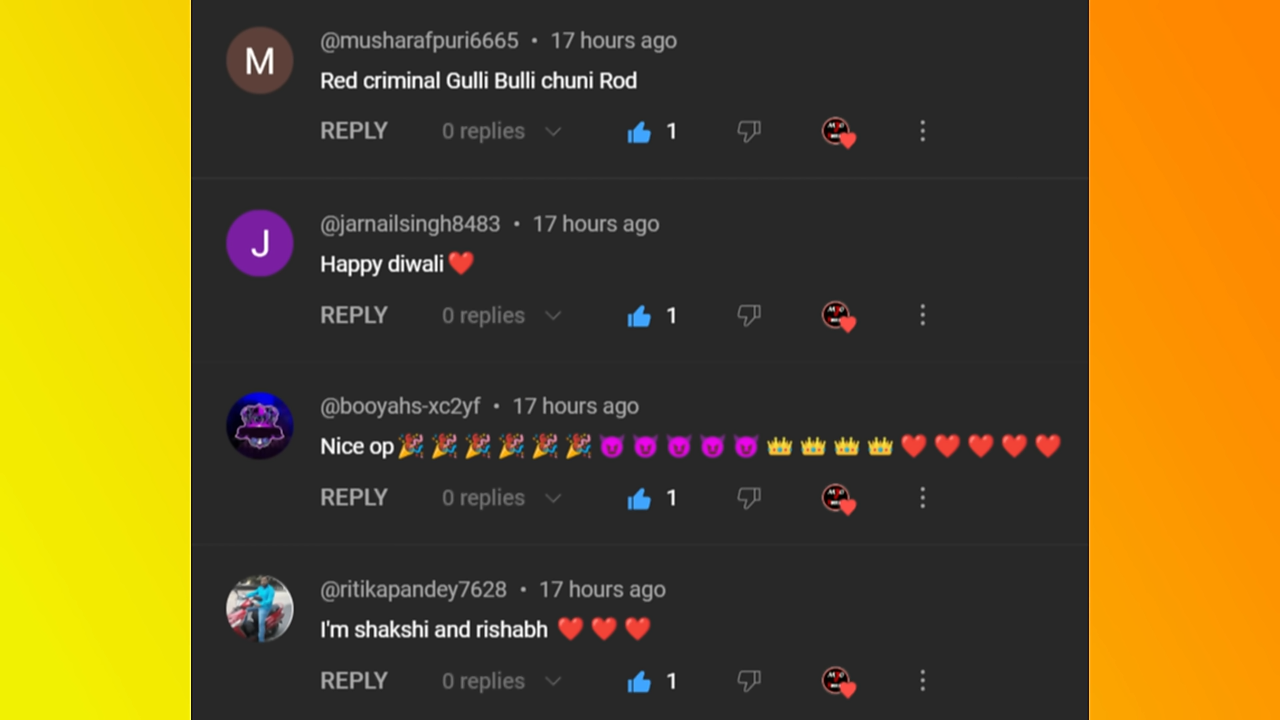 M
@musharafpuri6665 • 17 hours ago
Red criminal Gulli Bulli chuni Rod
REPLY 0 replies 1
J
@jarnailsingh8483 • 17 hours ago
Happy diwali❤️
REPLY 0 replies 1
@booyahs-xc2yf • 17 hours ago
Nice op🎉🎉🎉🎉🎉🎉😈😈😈😈😈👑👑👑👑❤️❤️❤️❤️❤️
REPLY 0 replies 1
@ritikapandey7628 • 17 hours ago
I'm shakshi and rishabh ❤️❤️❤️
REPLY 0 replies 1